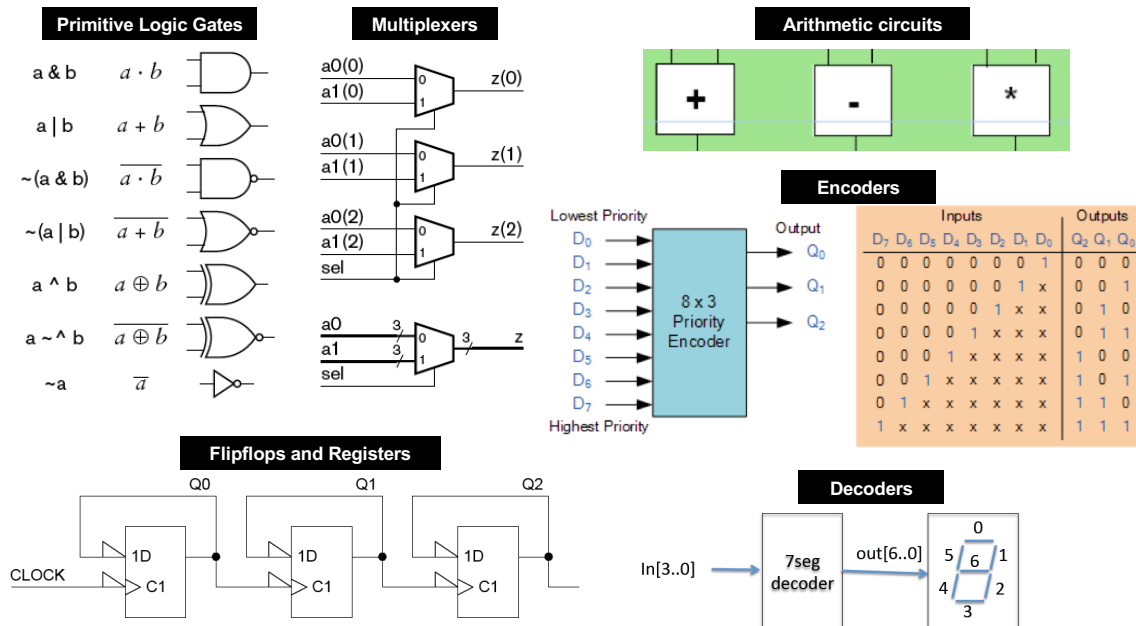 Primitive Logic Gates
a & b a · b
a | b a + b
~(a & b) \overline{a · b}
~(a | b) \overline{a + b}
a ^ b a ⊕ b
a ~^ b \overline{a ⊕ b}
~a \overline{a}
Multiplexers
a0(0) 0 z(0)
a1(0) 1
a0(1) 0 z(1)
a1(1) 1
a0(2) 0 z(2)
a1(2) 1
sel
a0 3 0 3 z
a1 3 1
sel
Arithmetic circuits
+ - *
Encoders
Lowest Priority Output
D0 Q0
D1
D2 Q1
D3
D4 Q2
D5
D6
D7
Highest Priority
8 x 3
Priority
Encoder
Inputs Outputs
D7 D6 D5 D4 D3 D2 D1 D0 Q2 Q1 Q0
0 0 0 0 0 0 0 1 0 0 0
0 0 0 0 0 0 1 x 0 0 1
0 0 0 0 0 1 x x 0 1 0
0 0 0 0 1 x x x 0 1 1
0 0 0 1 x x x x 1 0 0
0 0 1 x x x x x 1 0 1
0 1 x x x x x x 1 1 0
1 x x x x x x x 1 1 1
Flipflops and Registers
Q0 Q1 Q2
1D 1D 1D
CLOCK C1 C1 C1
Decoders
In[3..0]
7seg
decoder
out[6..0]
0
5 6 1
4 2
3